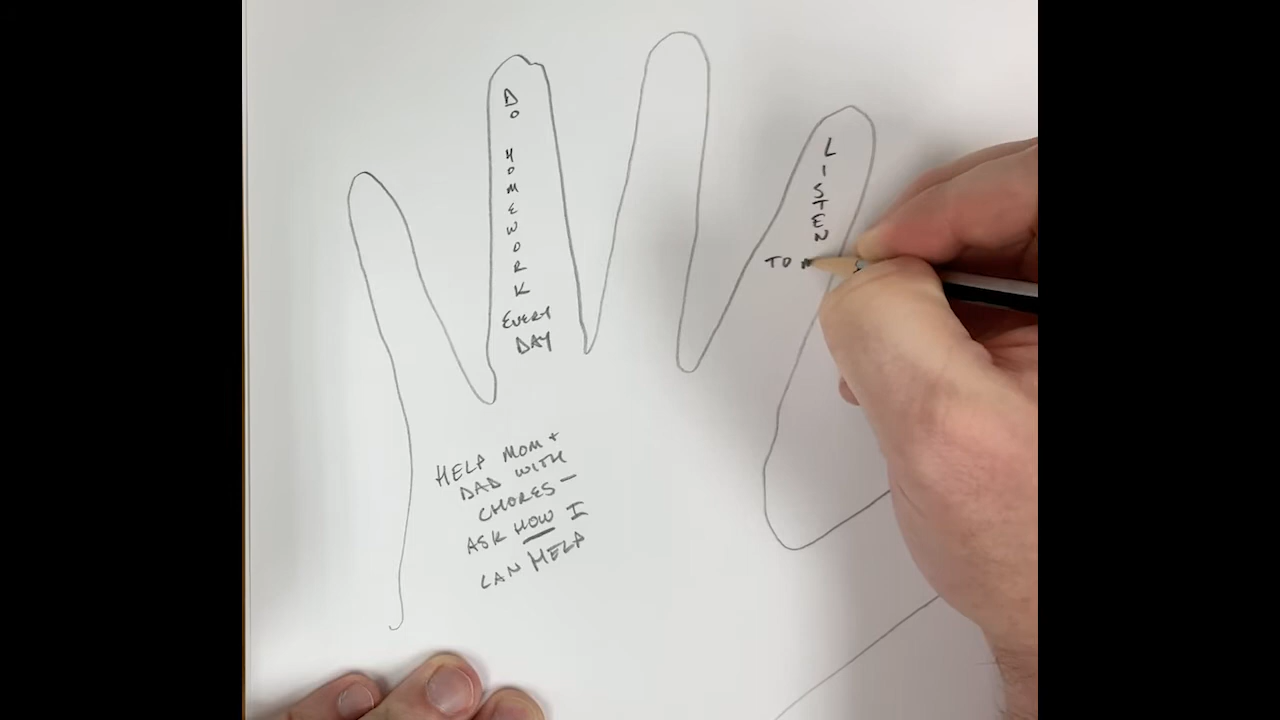 DO
HOMEWORK
EVERY
DAY
LISTEN
TO
HELP MOM +
DAD WITH
CHORES –
ASK HOW I
CAN HELP